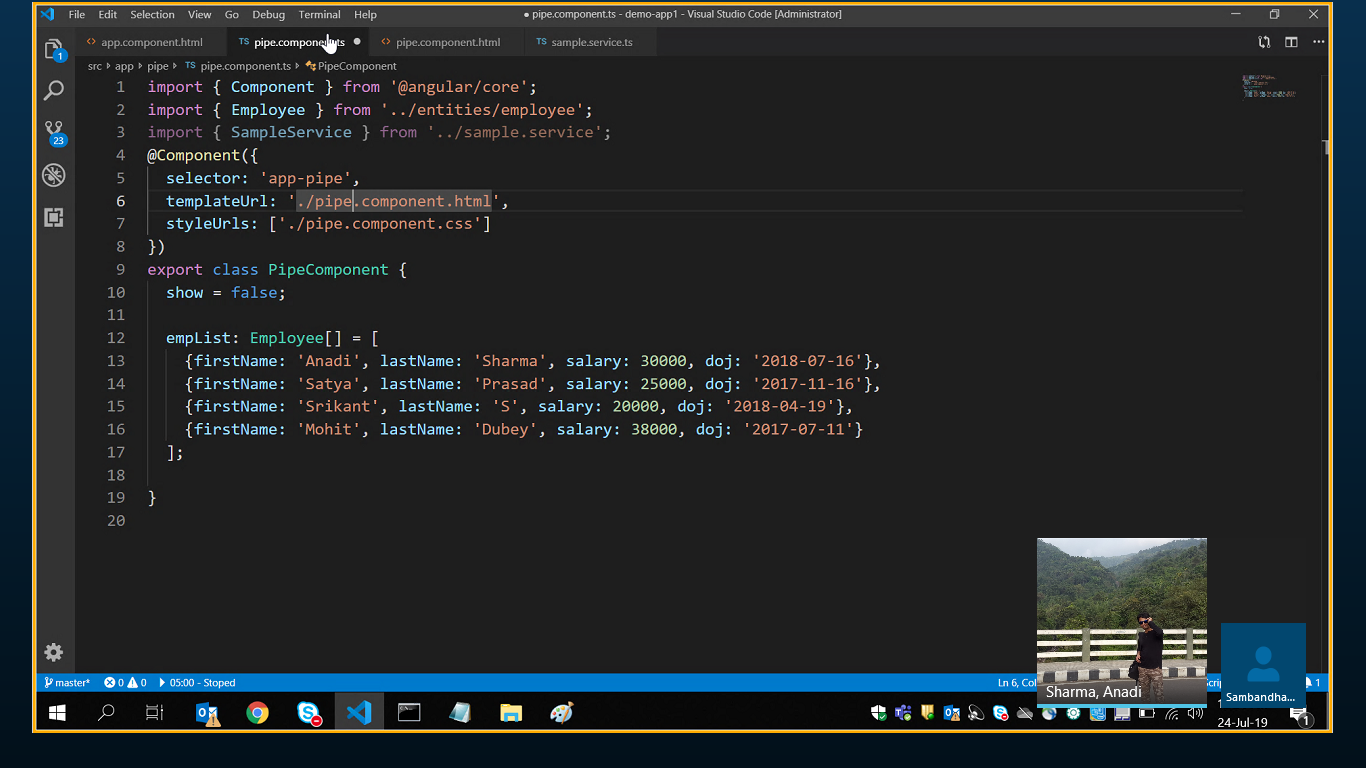 File Edit Selection View Go Debug Terminal Help
● pipe.component.ts - demo-app1 - Visual Studio Code [Administrator]
<> app.component.html
TS pipe.component.ts ●
<> pipe.component.html
TS sample.service.ts
src › app › pipe › TS pipe.component.ts › PipeComponent
1 import { Component } from '@angular/core';
2 import { Employee } from '../entities/employee';
3 import { SampleService } from '../sample.service';
4 @Component({
5 selector: 'app-pipe',
6 templateUrl: './pipe.component.html',
7 styleUrls: ['./pipe.component.css']
8 })
9 export class PipeComponent {
10 show = false;
11
12 empList: Employee[] = [
13 {firstName: 'Anadi', lastName: 'Sharma', salary: 30000, doj: '2018-07-16'},
14 {firstName: 'Satya', lastName: 'Prasad', salary: 25000, doj: '2017-11-16'},
15 {firstName: 'Srikant', lastName: 'S', salary: 20000, doj: '2018-04-19'},
16 {firstName: 'Mohit', lastName: 'Dubey', salary: 38000, doj: '2017-07-11'}
17 ];
18
19 }
20
1
23
Sharma, Anadi
Sambandha...
master* 0 0 05:00 - Stoped
Ln 6, Col
1
24-Jul-19
1